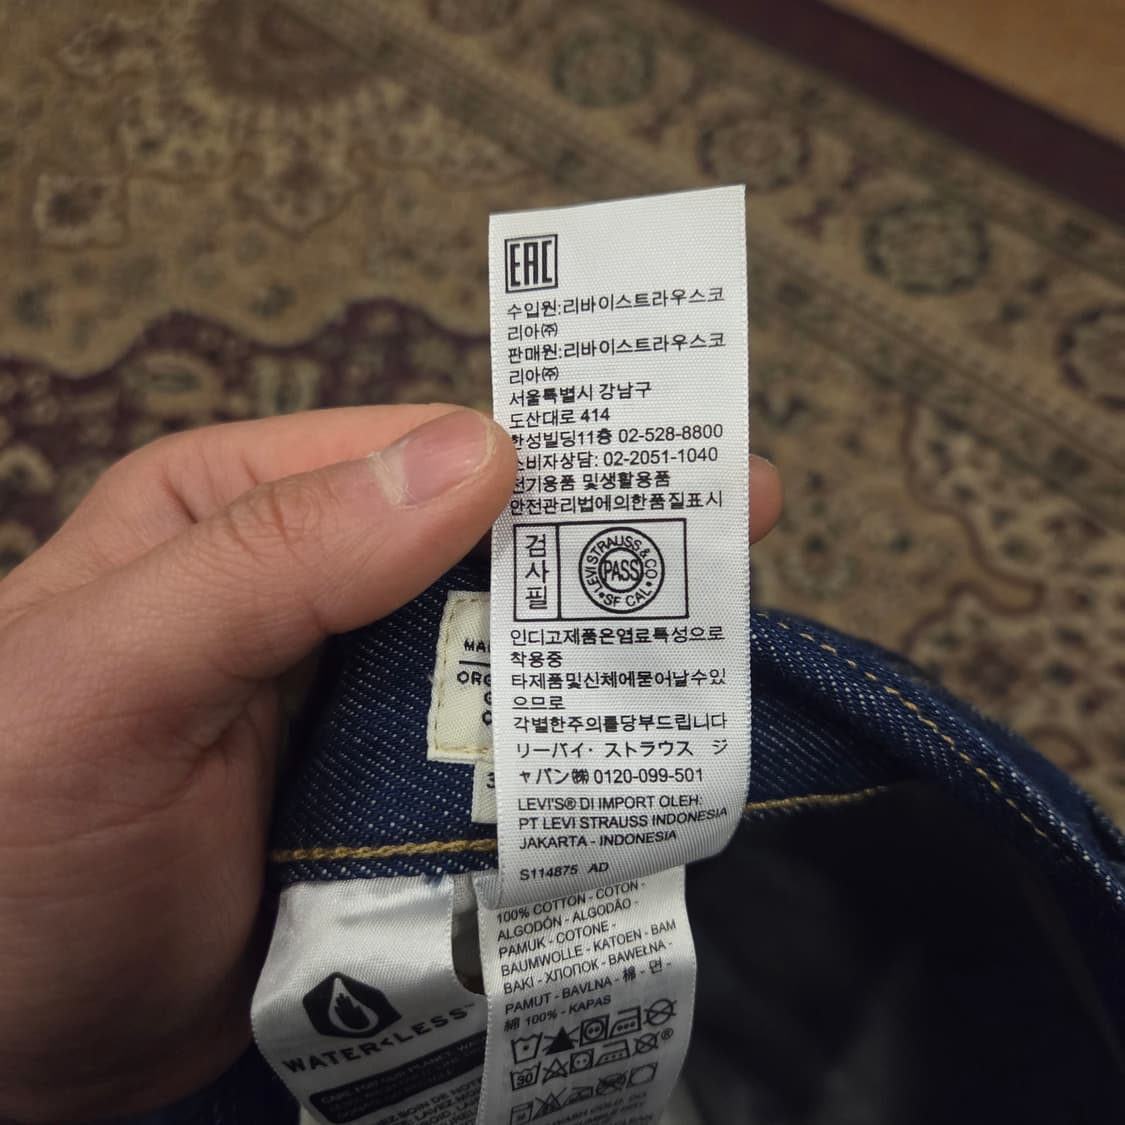 EAC
수입원:리바이스트라우스코
리아㈜
판매원:리바이스트라우스코
리아㈜
서울특별시 강남구
도산대로 414
한성빌딩11층 02-528-8800
소비자상담: 02-2051-1040
전기용품 및생활용품
안전관리법에의한품질표시
검
사
필
LEVI STRAUSS & CO
PASS
SF CAL
인디고제품은염료특성으로
착용중
타제품및신체에묻어날수있
으므로
각별한주의를당부드립니다
リーバイ・ストラウス ジ
ャパン㈱ 0120-099-501
LEVI'S® DI IMPORT OLEH:
PT LEVI STRAUSS INDONESIA
JAKARTA - INDONESIA
S114875 AD
100% COTTON - COTON -
ALGODÓN - ALGODÃO -
PAMUK - COTONE -
BAUMWOLLE - KATOEN - BAM
BAKI - ХЛОПОК - BAWEŁNA -
PAMUT - BAVLNA - 棉 - 면 -
綿 100% - KAPAS
30
WATER<LESS™